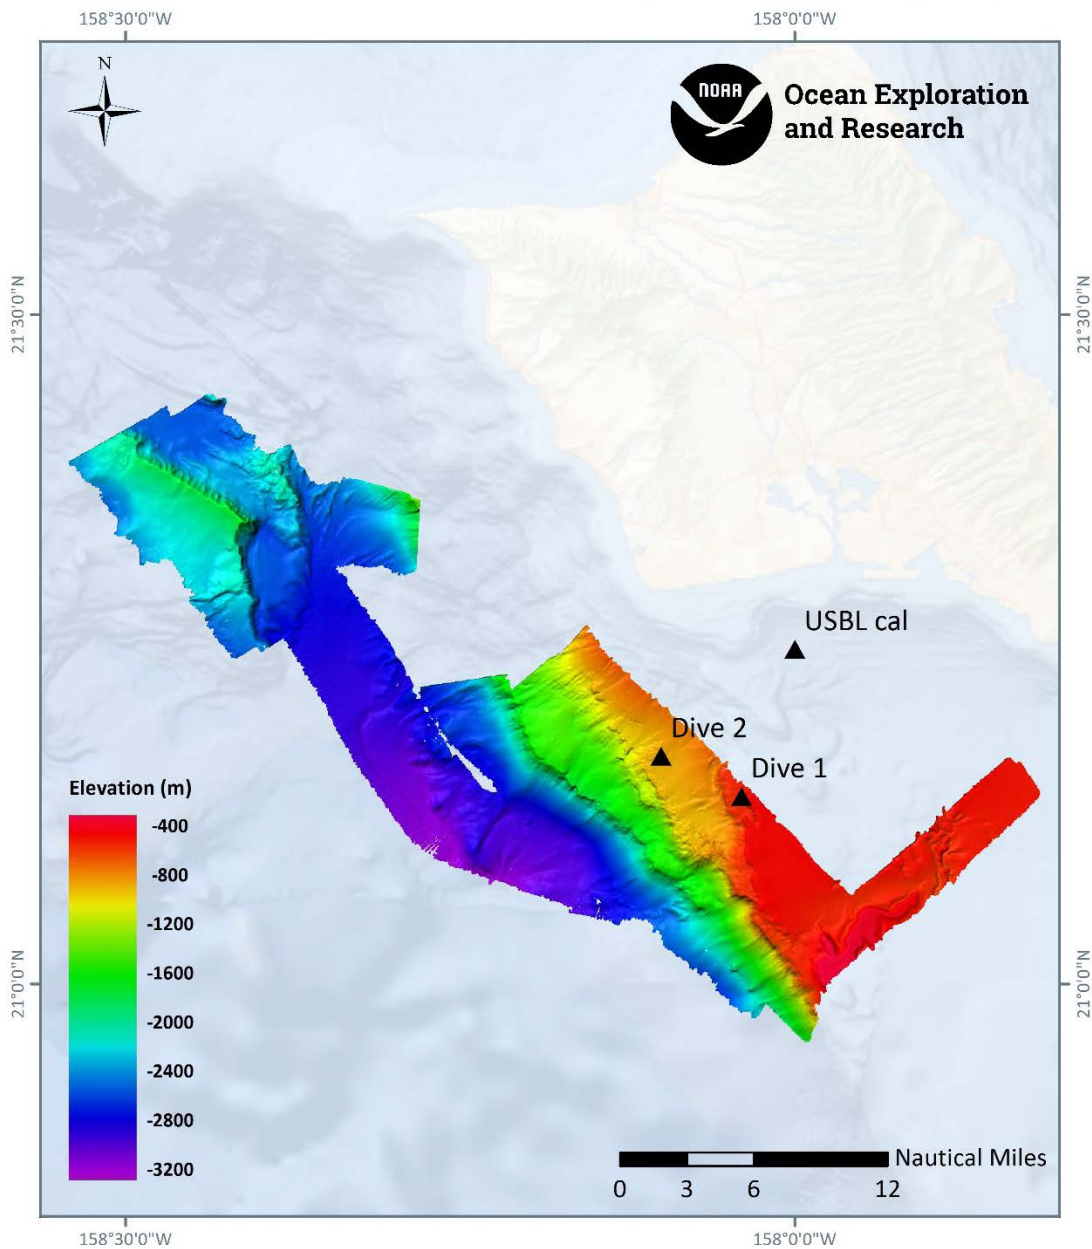 158°30'0"W
158°0'0"W
N
NOAA
Ocean Exploration
and Research
21°30'0"N
21°30'0"N
USBL cal
Dive 2
Dive 1
Elevation (m)
-400
-800
-1200
-1600
-2000
-2400
-2800
-3200
21°0'0"N
21°0'0"N
Nautical Miles
0
3
6
12
158°30'0"W
158°0'0"W